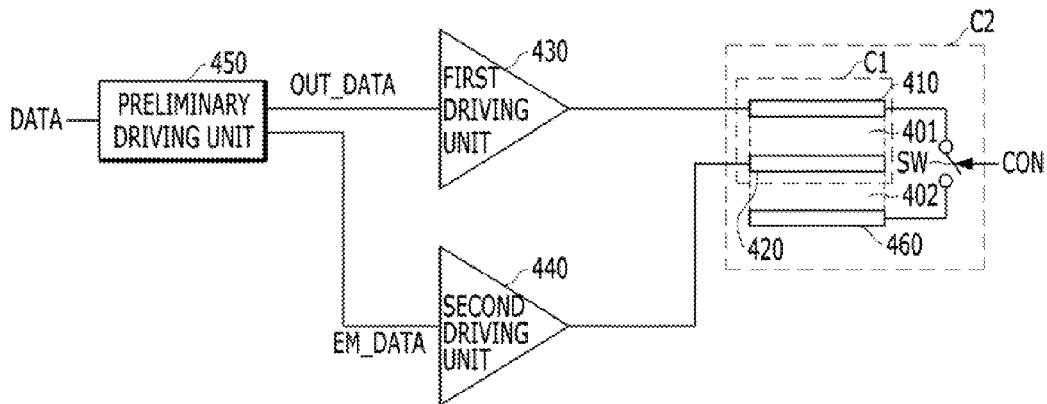 C2
450
430
C1
410
OUT_DATA
FIRST
DRIVING
UNIT
DATA
PRELIMINARY
DRIVING UNIT
401
SW
CON
402
420
460
440
SECOND
DRIVING
UNIT
EM_DATA